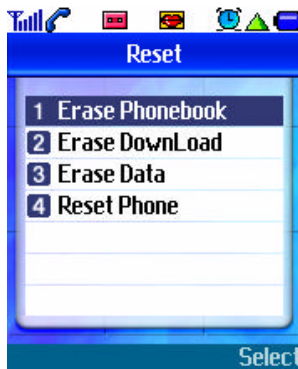 Reset
1 Erase Phonebook
2 Erase DownLoad
3 Erase Data
4 Reset Phone
Select